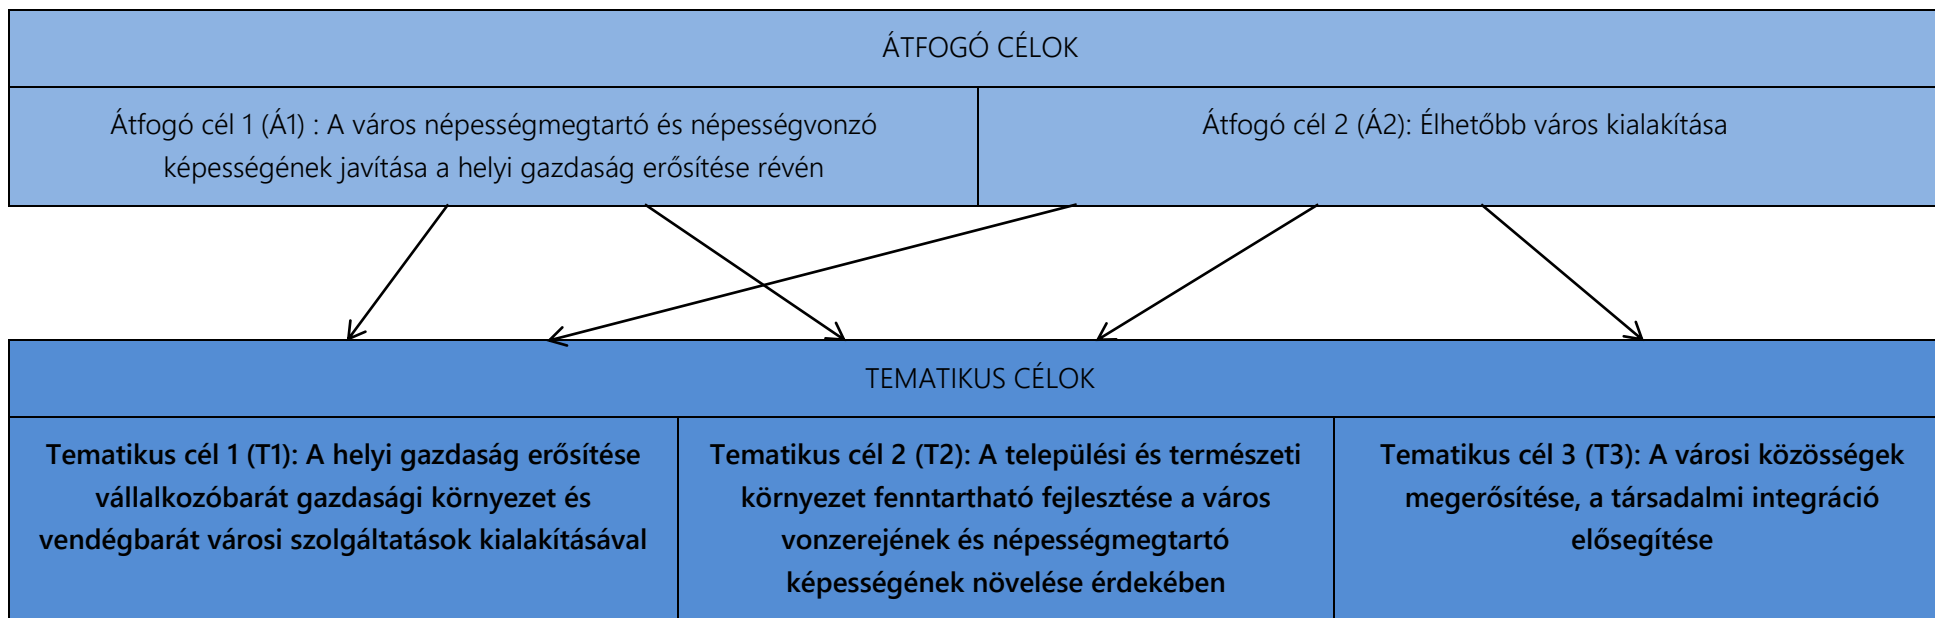 ÁTFOGÓ CÉLOK
Átfogó cél 1 (Á1) : A város népességmegtartó és népességvonzó
képességének javítása a helyi gazdaság erősítése révén
Átfogó cél 2 (Á2): Élhetőbb város kialakítása
TEMATIKUS CÉLOK
Tematikus cél 1 (T1): A helyi gazdaság erősítése
vállalkozóbarát gazdasági környezet és
vendégbarát városi szolgáltatások kialakításával
Tematikus cél 2 (T2): A települési és természeti
környezet fenntartható fejlesztése a város
vonzerejének és népességmegtartó
képességének növelése érdekében
Tematikus cél 3 (T3): A városi közösségek
megerősítése, a társadalmi integráció
elősegítése